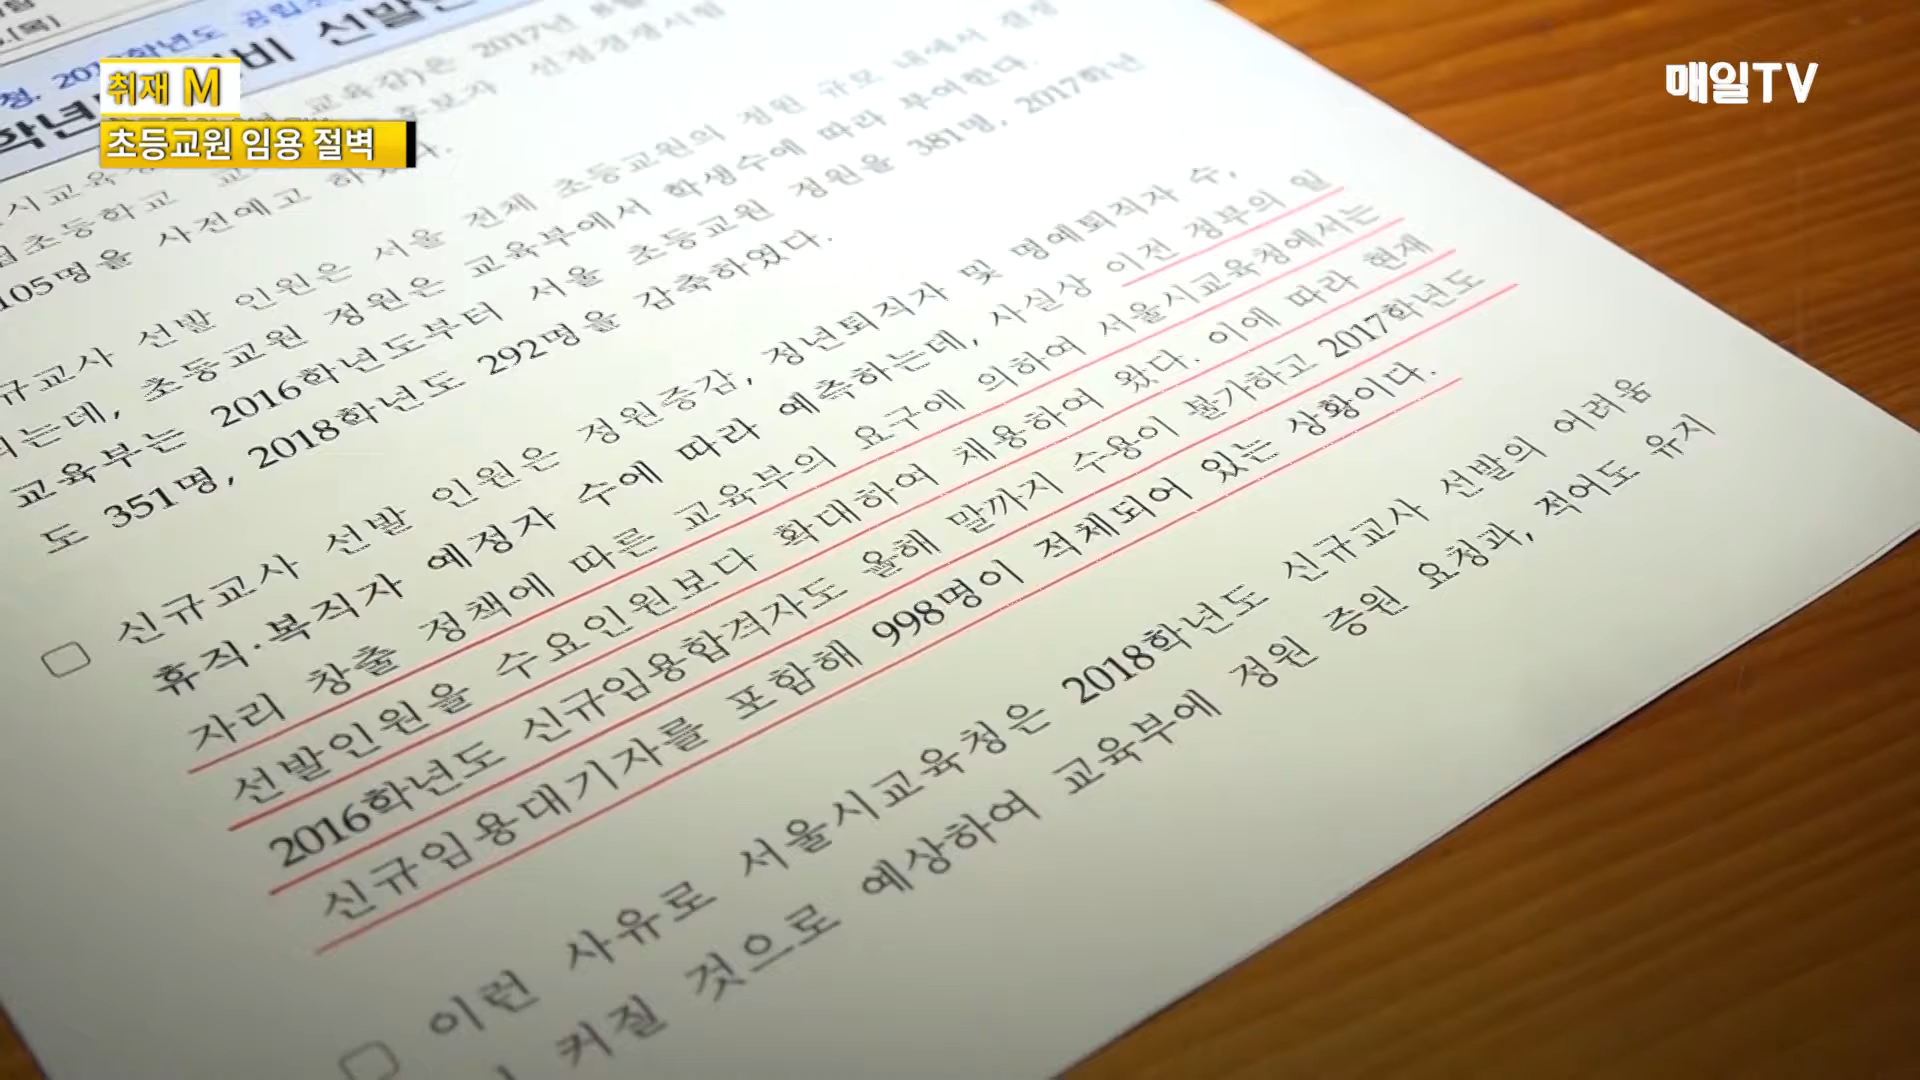 취재 M
초등교원 임용 절벽
매일TV
.(목)
청. 공립초
비 선발
교육감)은 2017년
후보자 선정경쟁시험
105명을 사전예고 하
선발 인원은 서울 전체 초등교원의 정원 규모 내에서 결정
되는데, 초등교원 정원은 교육부에서 학생수에 따라 부여한다.
교육부는 2016학년도부터 서울 초등교원 정원을 381명, 2017학년
도 351명, 2018학년도 292명을 감축하였다.
□ 신규교사 선발 인원은 정원증감, 정년퇴직자 및 명예퇴직자 수,
휴직·복직자 예정자 수에 따라 예측하는데, 사실상 이전 정부의 일
자리 창출 정책에 따른 교육부의 요구에 의하여 서울시교육청에서는
선발인원을 수요인원보다 확대하여 채용하여 왔다. 이에 따라 현재
2016학년도 신규임용합격자도 올해 말까지 수용이 불가하고 2017학년도
신규임용대기자를 포함해 998명이 적체되어 있는 상황이다.
□ 이런 사유로 서울시교육청은 2018학년도 신규교사 선발의 어려움
커질 것으로 예상하여 교육부에 정원 증원 요청과, 적어도 유지